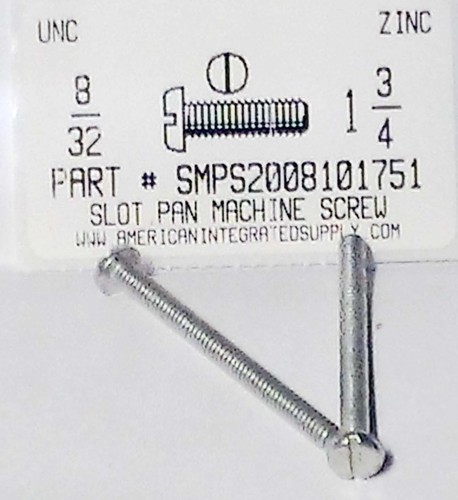 UNC ZINC
8/32 1 3/4
PART # SMPS2008101751
SLOT PAN MACHINE SCREW
WWW.AMERICANINTEGRATEDSUPPLY.COM